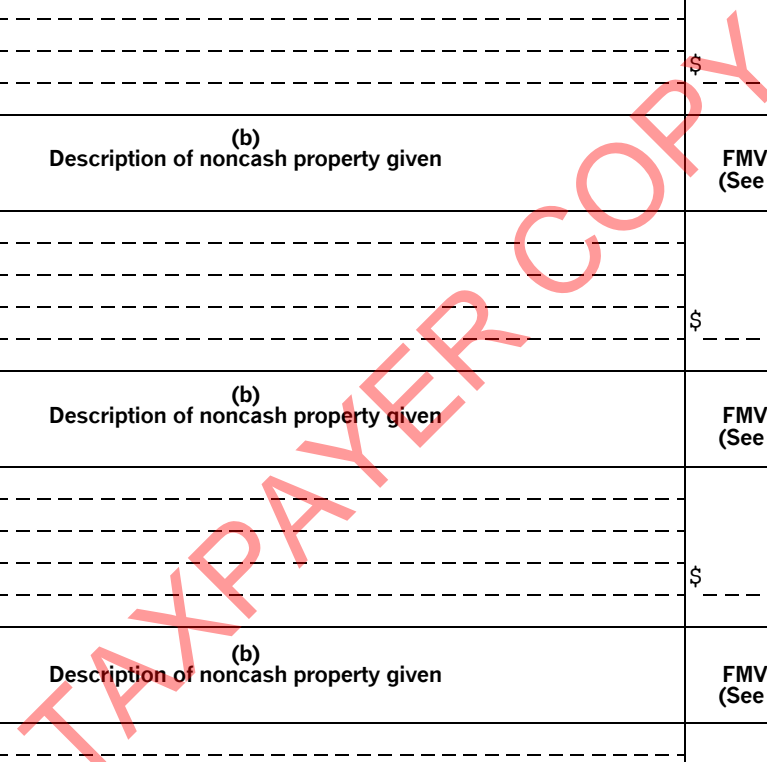 $
(b)
Description of noncash property given
FMV
(See
$
(b)
Description of noncash property given
FMV
(See
$
(b)
Description of noncash property given
FMV
(See
TAXPAYER COPY